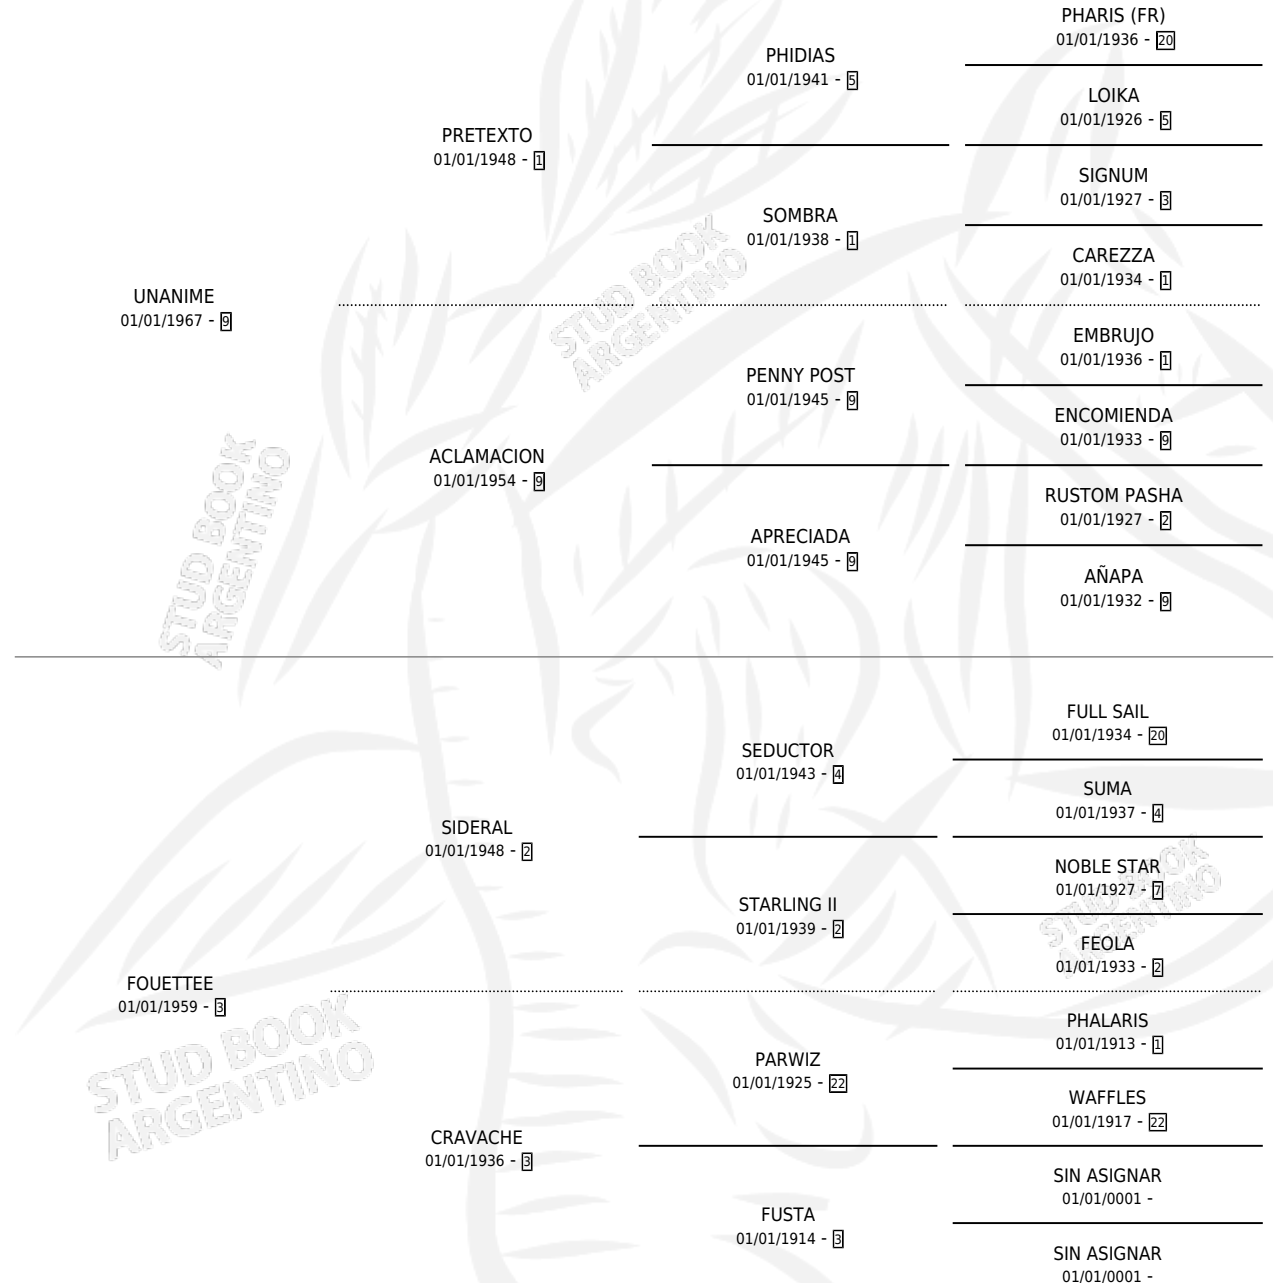 PHARIS (FR)
01/01/1936 - 20
PHIDIAS
01/01/1941 - 5
LOIKA
01/01/1926 - 5
PRETEXTO
01/01/1948 - 1
SIGNUM
01/01/1927 - 3
SOMBRA
01/01/1938 - 1
CAREZZA
01/01/1934 - 1
UNANIME
01/01/1967 - 9
EMBRUJO
01/01/1936 - 1
PENNY POST
01/01/1945 - 9
ENCOMIENDA
01/01/1933 - 9
ACLAMACION
01/01/1954 - 9
RUSTOM PASHA
01/01/1927 - 2
APRECIADA
01/01/1945 - 9
AÑAPA
01/01/1932 - 9
FULL SAIL
01/01/1934 - 20
SEDUCTOR
01/01/1943 - 4
SUMA
01/01/1937 - 4
SIDERAL
01/01/1948 - 2
NOBLE STAR
01/01/1927 - 7
STARLING II
01/01/1939 - 2
FEOLA
01/01/1933 - 2
FOUETTEE
01/01/1959 - 3
PHALARIS
01/01/1913 - 1
PARWIZ
01/01/1925 - 22
WAFFLES
01/01/1917 - 22
CRAVACHE
01/01/1936 - 3
SIN ASIGNAR
01/01/0001 -
FUSTA
01/01/1914 - 3
SIN ASIGNAR
01/01/0001 -
STUD BOOK
ARGENTINO
STUD BOOK
ARGENTINO
STUD BOOK
ARGENTINO
STUD BOOK
ARGENTINO